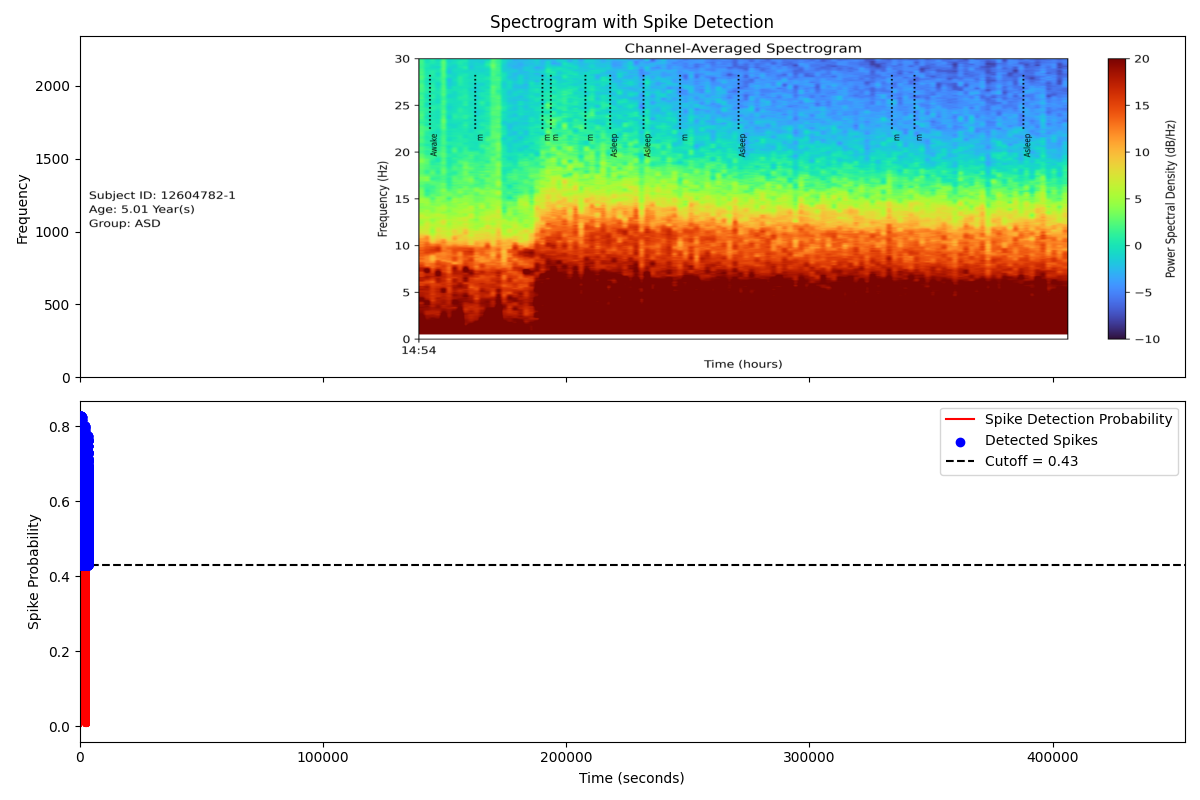 Spectrogram with Spike Detection
Channel-Averaged Spectrogram
Frequency
2000
1500
1000
500
0
Subject ID: 12604782-1
Age: 5.01 Year(s)
Group: ASD
Frequency (Hz)
30
25
20
15
10
5
0
Awake
m
m
m
m
Asleep
Asleep
m
Asleep
m
m
Asleep
14:54
Time (hours)
20
15
10
5
0
−5
−10
Power Spectral Density (dB/Hz)
Spike Probability
0.8
0.6
0.4
0.2
0.0
Spike Detection Probability
Detected Spikes
Cutoff = 0.43
0
100000
200000
300000
400000
Time (seconds)